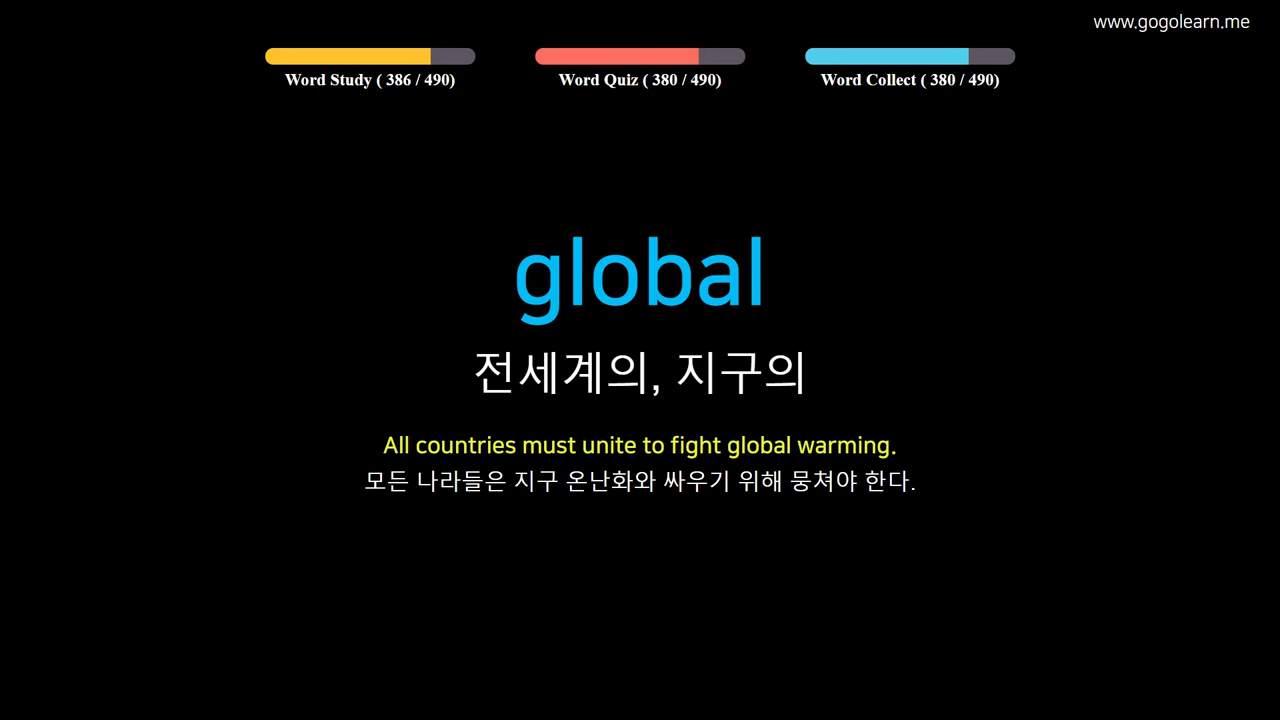 www.gogolearn.me
Word Study ( 386 / 490)
Word Quiz ( 380 / 490)
Word Collect ( 380 / 490)
global
전세계의, 지구의
All countries must unite to fight global warming.
모든 나라들은 지구 온난화와 싸우기 위해 뭉쳐야 한다.